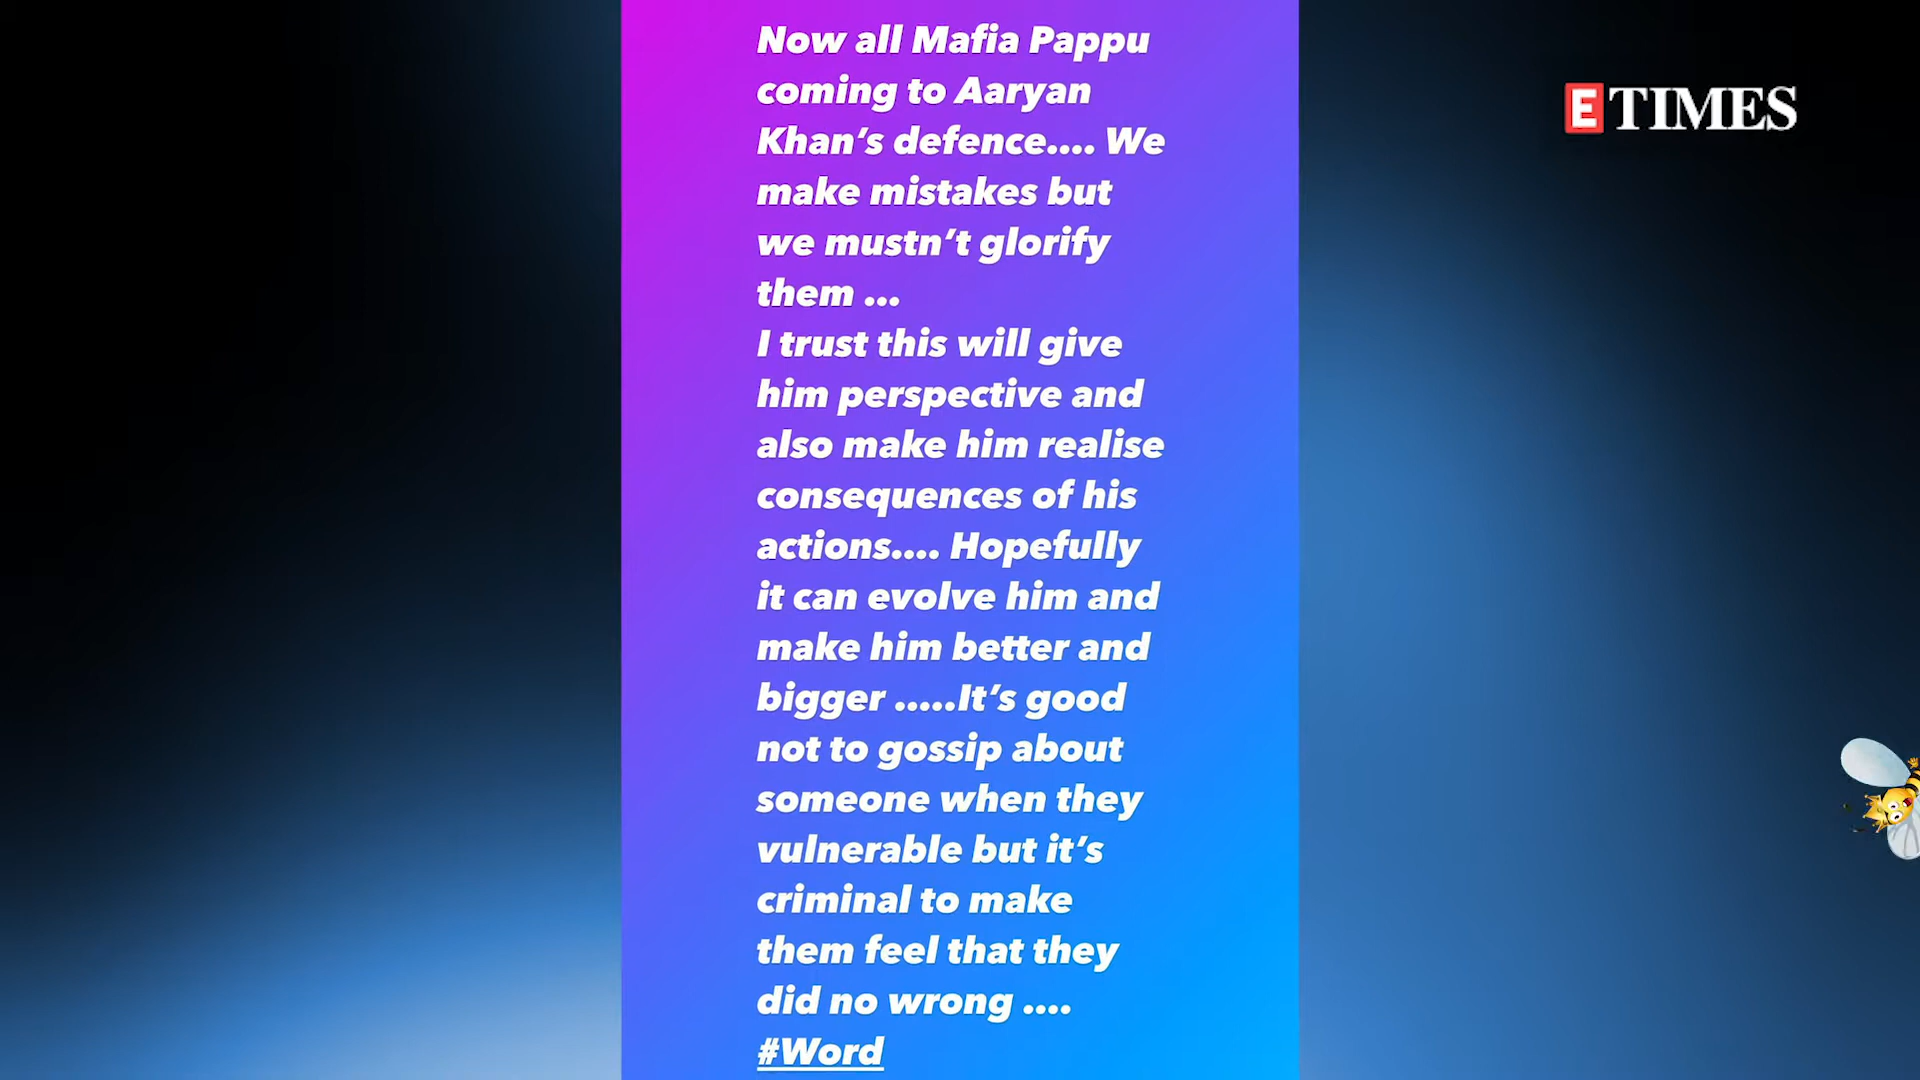 Now all Mafia Pappu
coming to Aaryan
Khan’s defence.... We
make mistakes but
we mustn’t glorify
them ...
I trust this will give
him perspective and
also make him realise
consequences of his
actions.... Hopefully
it can evolve him and
make him better and
bigger .....It’s good
not to gossip about
someone when they
vulnerable but it’s
criminal to make
them feel that they
did no wrong ....
#Word
E TIMES